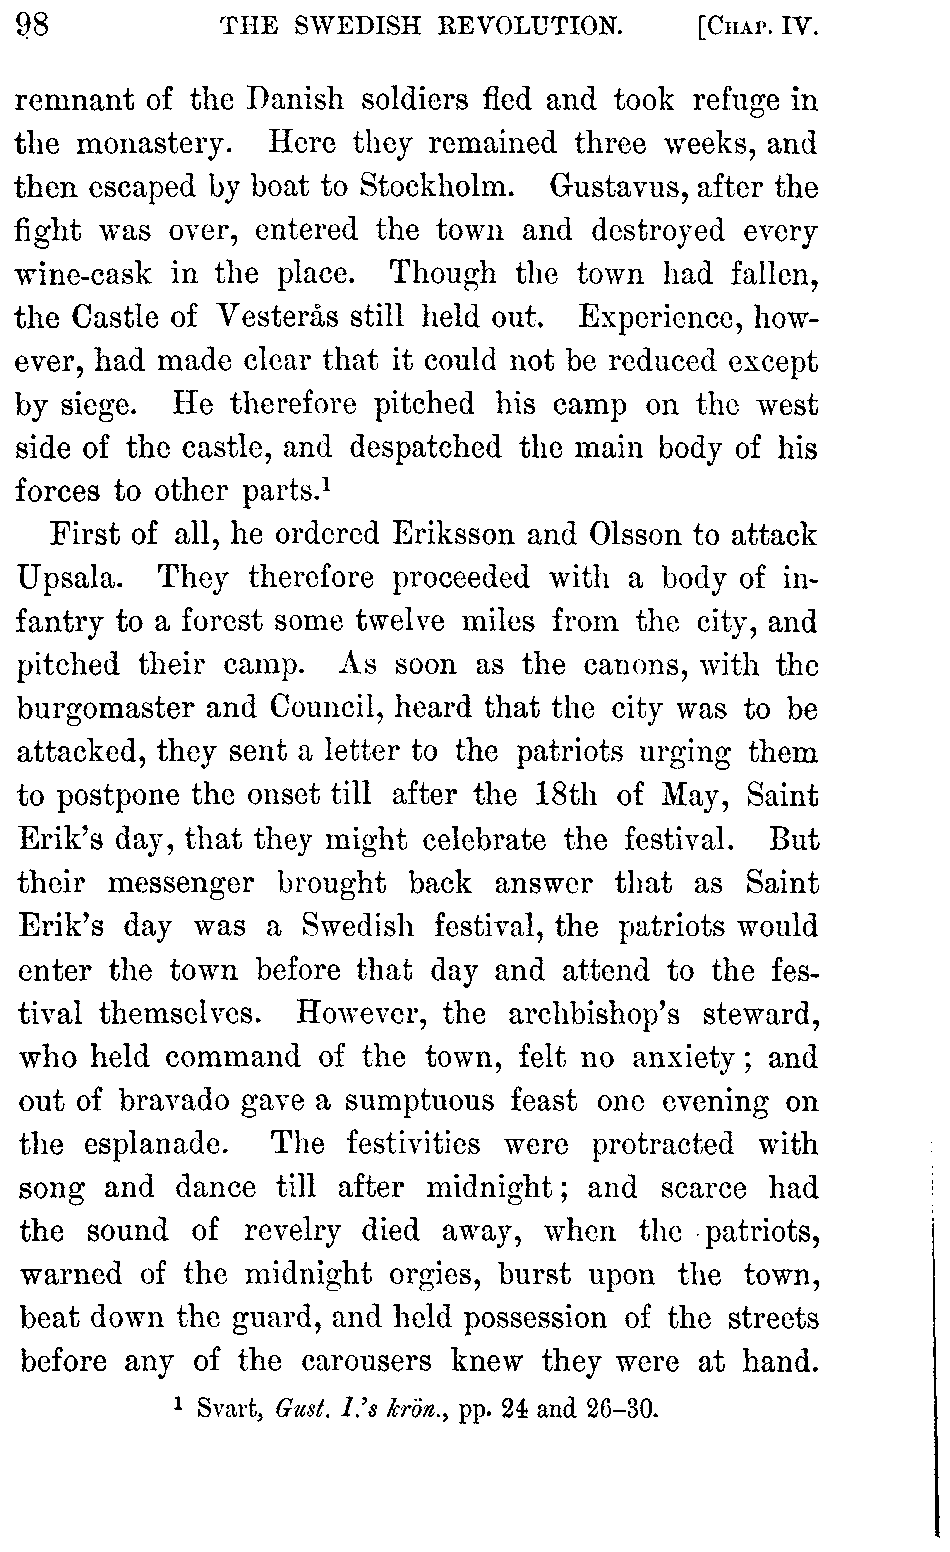 98 THE SWEDISH REVOLUTION. [CHAP. IV.
remnant of the Danish soldiers fled and took refuge in
the monastery. Here they remained three weeks, and
then escaped by boat to Stockholm. Gustavus, after the
fight was over, entered the town and destroyed every
wine-cask in the place. Though the town had fallen,
the Castle of Vesterås still held out. Experience, how-
ever, had made clear that it could not be reduced except
by siege. He therefore pitched his camp on the west
side of the castle, and despatched the main body of his
forces to other parts.¹
First of all, he ordered Eriksson and Olsson to attack
Upsala. They therefore proceeded with a body of in-
fantry to a forest some twelve miles from the city, and
pitched their camp. As soon as the canons, with the
burgomaster and Council, heard that the city was to be
attacked, they sent a letter to the patriots urging them
to postpone the onset till after the 18th of May, Saint
Erik's day, that they might celebrate the festival. But
their messenger brought back answer that as Saint
Erik's day was a Swedish festival, the patriots would
enter the town before that day and attend to the fes-
tival themselves. However, the archbishop's steward,
who held command of the town, felt no anxiety; and
out of bravado gave a sumptuous feast one evening on
the esplanade. The festivities were protracted with
song and dance till after midnight; and scarce had
the sound of revelry died away, when the patriots,
warned of the midnight orgies, burst upon the town,
beat down the guard, and held possession of the streets
before any of the carousers knew they were at hand.
¹ Svart, Gust. I.'s krön., pp. 24 and 26–30.